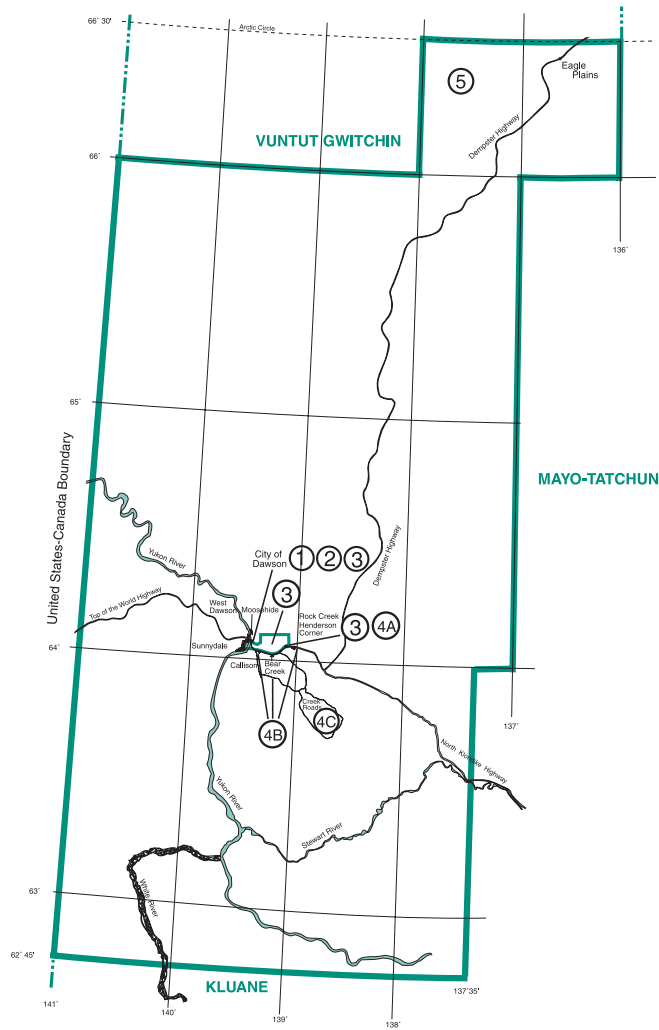 66˚ 30'
Arctic Circle
Eagle
Plains
5
VUNTUT GWITCHIN
Dempster Highway
66˚
136˚
65˚
United States-Canada Boundary
MAYO-TATCHUN
Yukon River
City of
Dawson
1
2
3
Dempster Highway
Top of the World Highway
West
Dawson
Moosehide
3
Rock Creek
Henderson
Corner
3
4A
64˚
Sunnydale
Callison
Bear
Creek
Creek
Roads
4C
4B
137˚
North Klondike Highway
Yukon River
Stewart River
63˚
White River
62˚ 45'
KLUANE
137˚35'
141˚
140˚
139˚
138˚